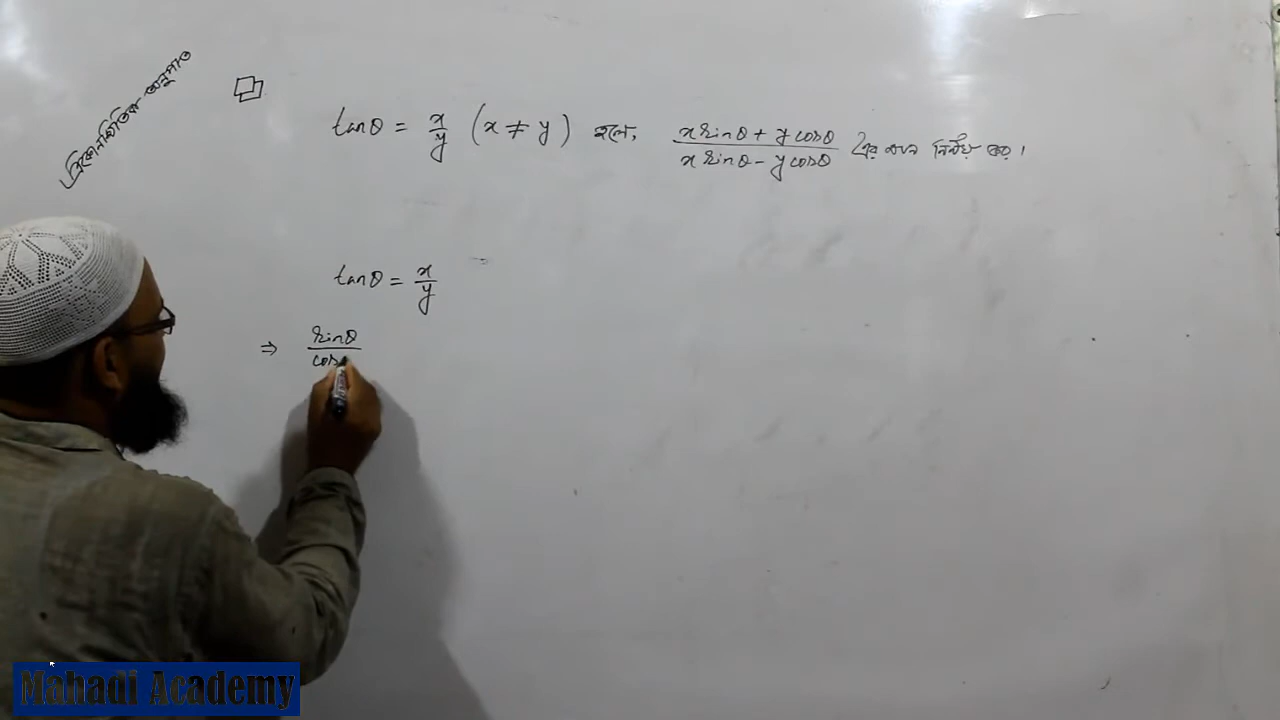 ত্রিকোণমিতিক অনুপাত
tanθ = x/y (x ≠ y) হলে, (x sinθ + y cosθ)/(x sinθ - y cosθ) এর মান নির্ণয় কর।
tanθ = x/y
⇒ sinθ/cos
Mahadi Academy